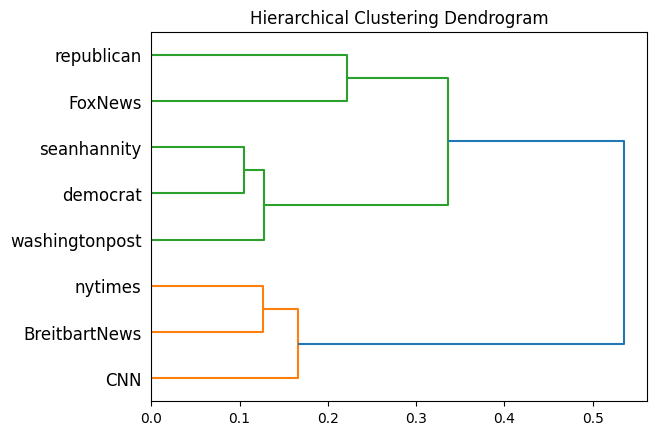 Hierarchical Clustering Dendrogram
republican
FoxNews
seanhannity
democrat
washingtonpost
nytimes
BreitbartNews
CNN
0.0 0.1 0.2 0.3 0.4 0.5